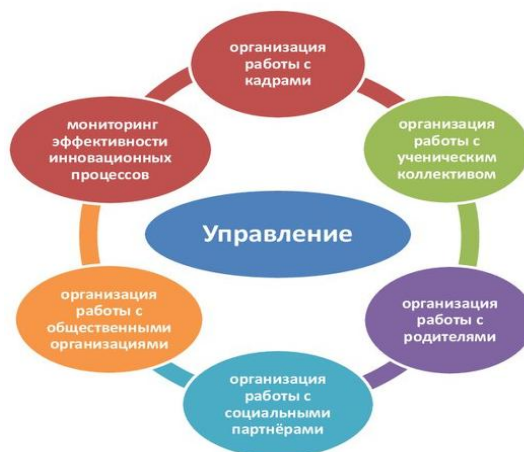 организация
работы с
кадрами
организация
работы с
ученическим
коллективом
организация
работы с
родителями
организация
работы с
социальными
партнёрами
организация
работы с
общественными
организациями
мониторинг
эффективности
инновационных
процессов
Управление